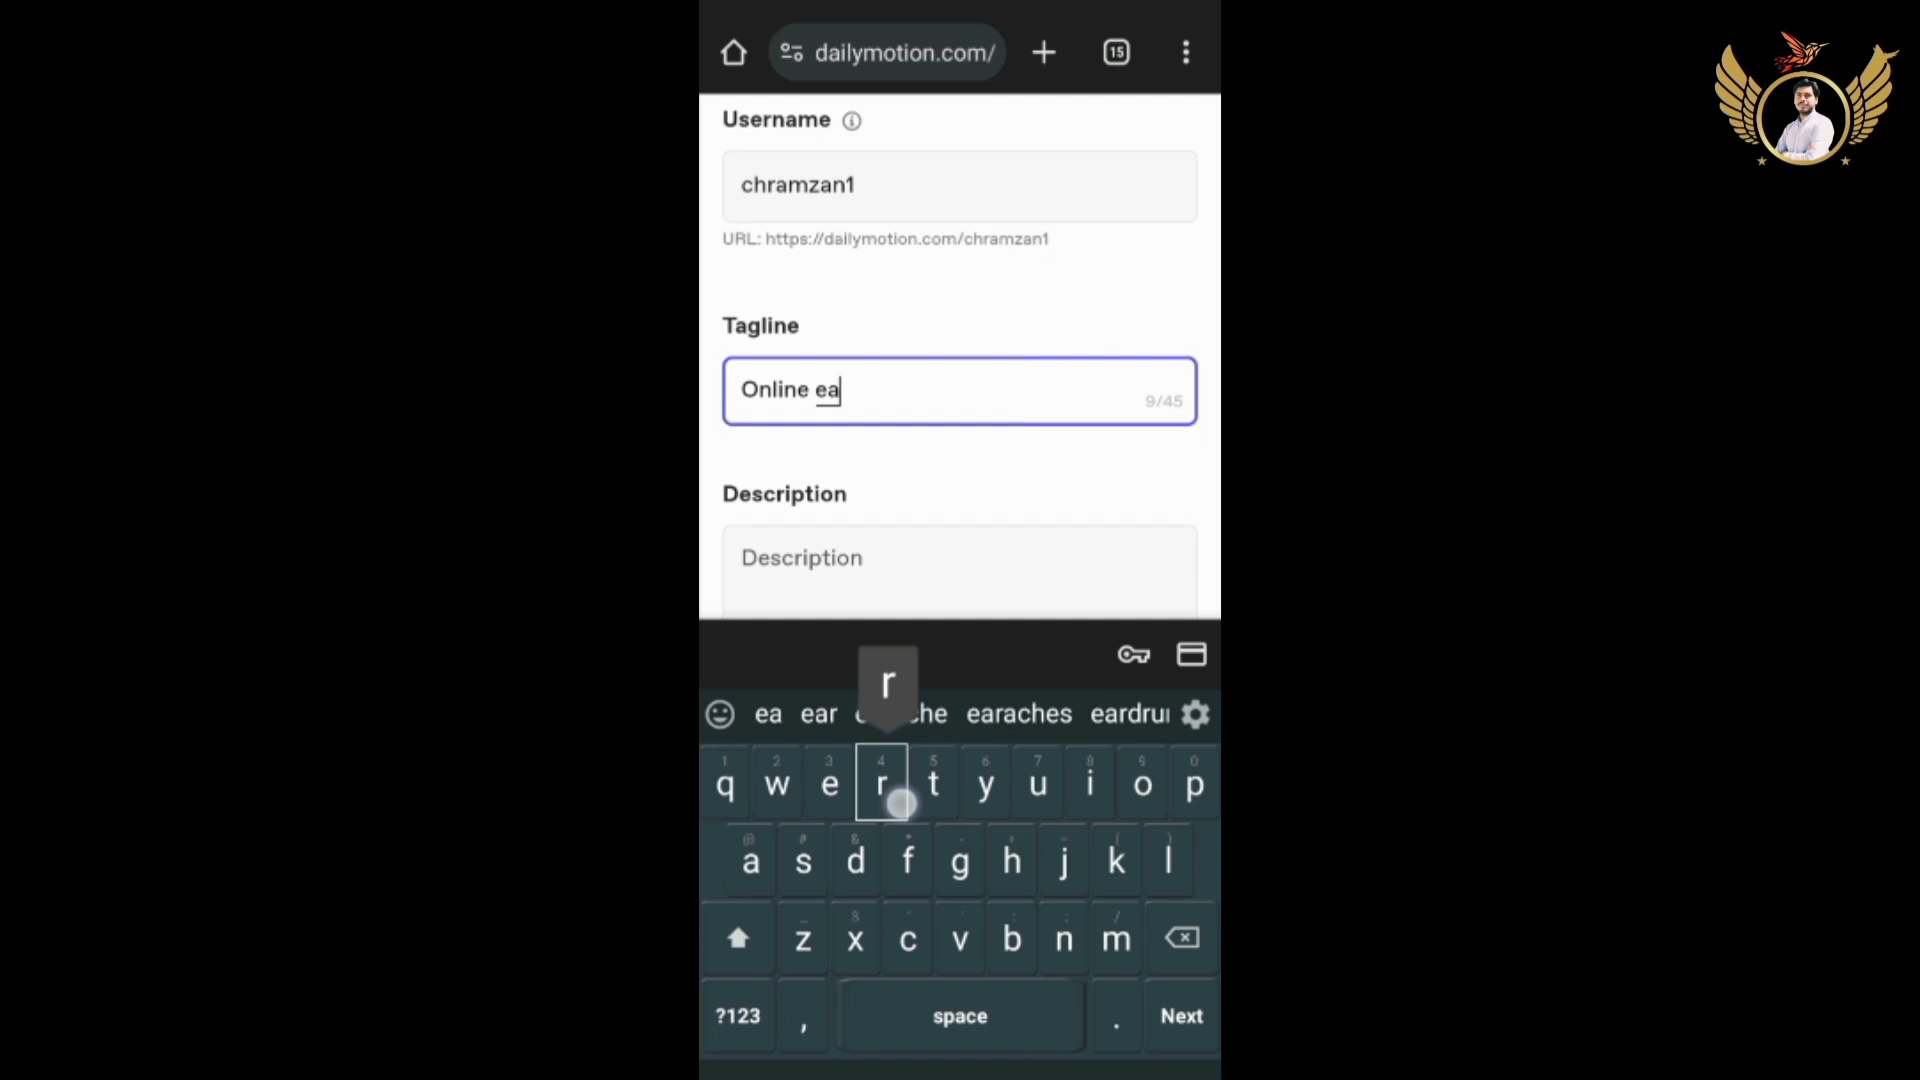 dailymotion.com/
15
Username
chramzan1
URL: https://dailymotion.com/chramzan1
Tagline
Online ea
9/45
Description
Description
r
ea ear che earaches eardru
1 2 3 4 5 6 7 8 9 0
q w e r t y u i o p
a s d f g h j k l
z x c v b n m
?123 , space . Next